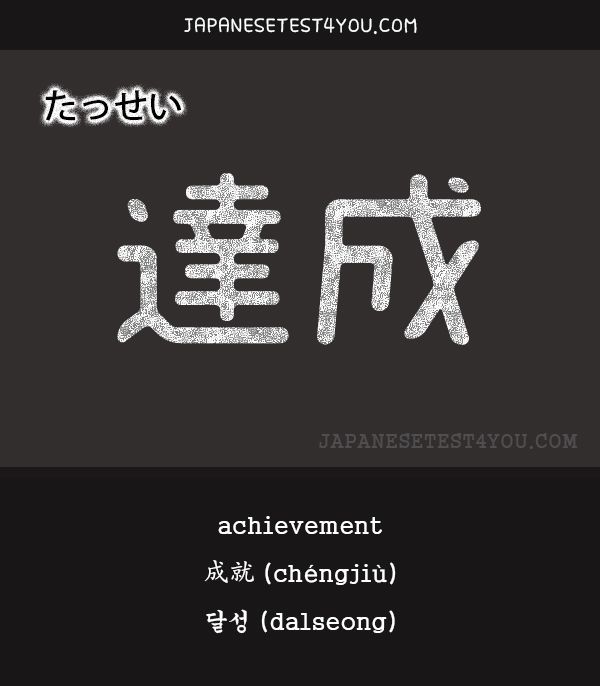 JAPANESETEST4YOU.COM
たっせい
達成
JAPANESETEST4YOU.COM
achievement
成就 (chéngjiù)
달성 (dalseong)